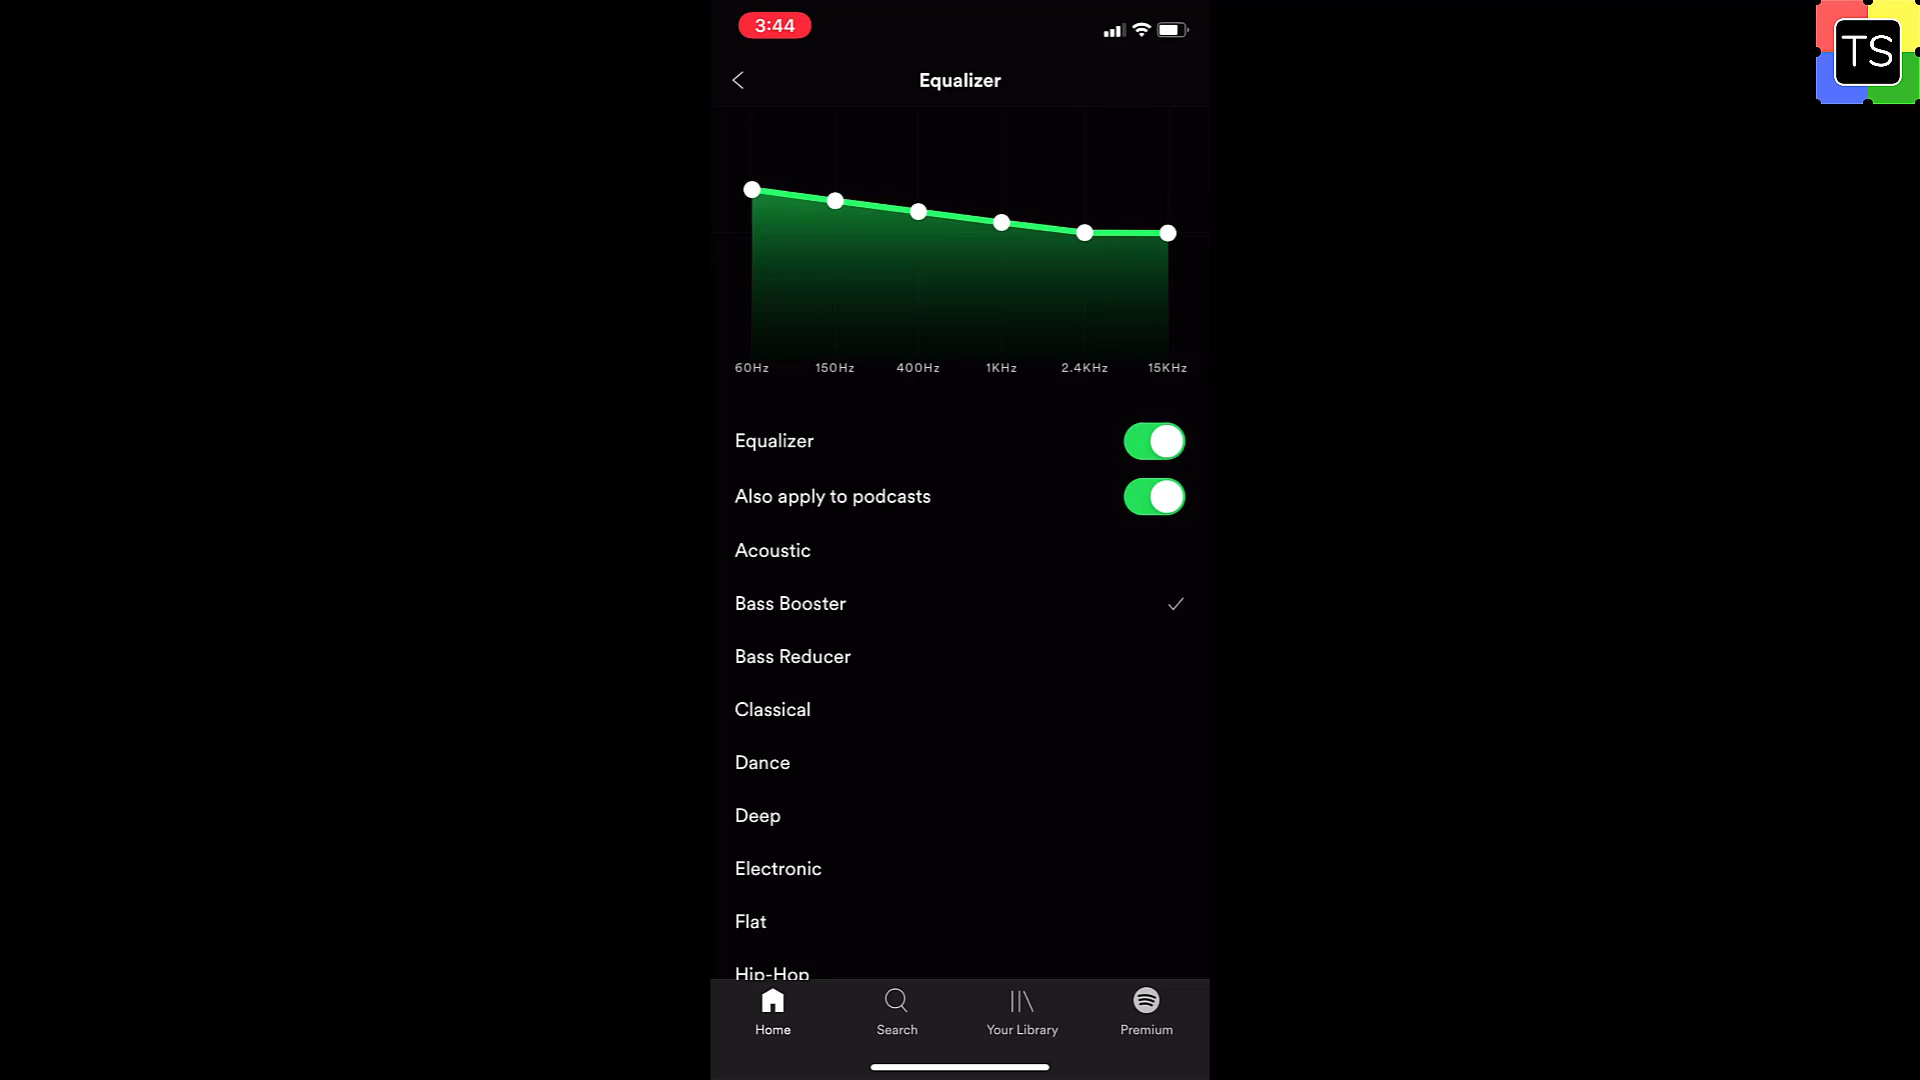 3:44
TS
Equalizer
60Hz 150Hz 400Hz 1KHz 2.4KHz 15KHz
Equalizer
Also apply to podcasts
Acoustic
Bass Booster
Bass Reducer
Classical
Dance
Deep
Electronic
Flat
Hip-Hop
Home Search Your Library Premium